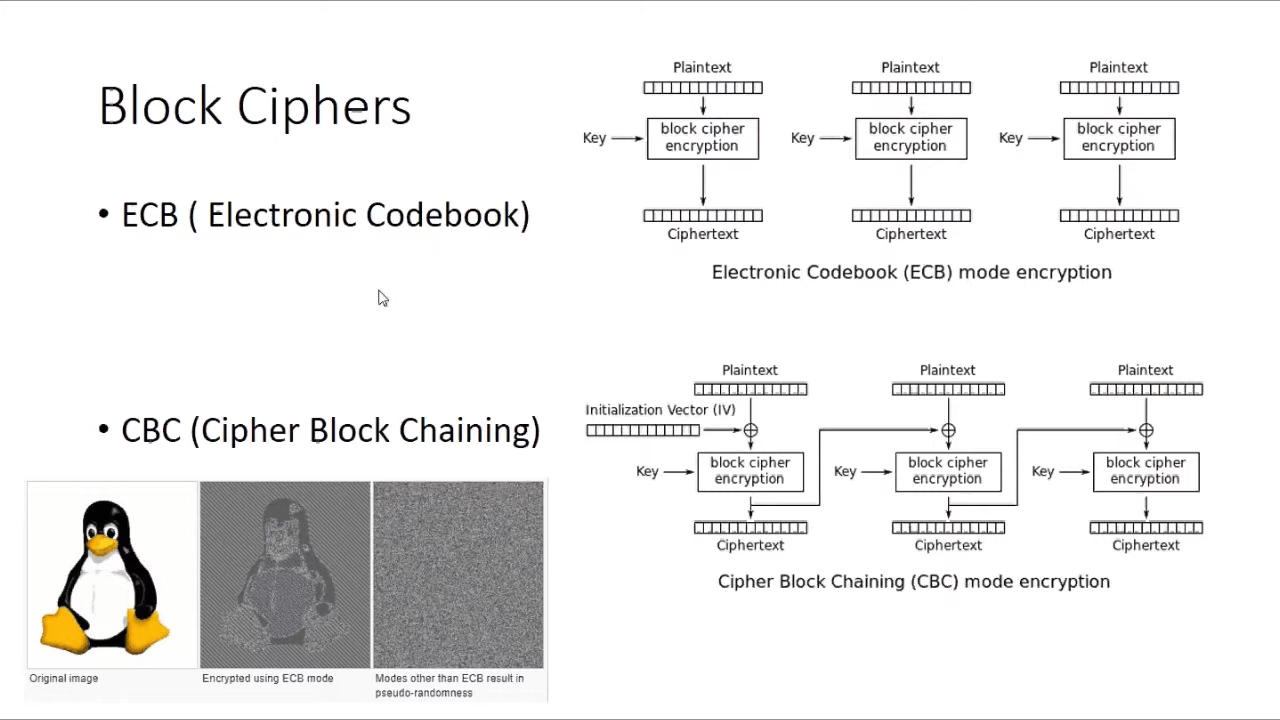 Block Ciphers
• ECB ( Electronic Codebook)
• CBC (Cipher Block Chaining)
Original image
Encrypted using ECB mode
Modes other than ECB result in
pseudo-randomness
Plaintext Plaintext Plaintext
Key block cipher Key block cipher Key block cipher
encryption encryption encryption
Ciphertext Ciphertext Ciphertext
Electronic Codebook (ECB) mode encryption
Plaintext Plaintext Plaintext
Initialization Vector (IV)
Key block cipher Key block cipher Key block cipher
encryption encryption encryption
Ciphertext Ciphertext Ciphertext
Cipher Block Chaining (CBC) mode encryption